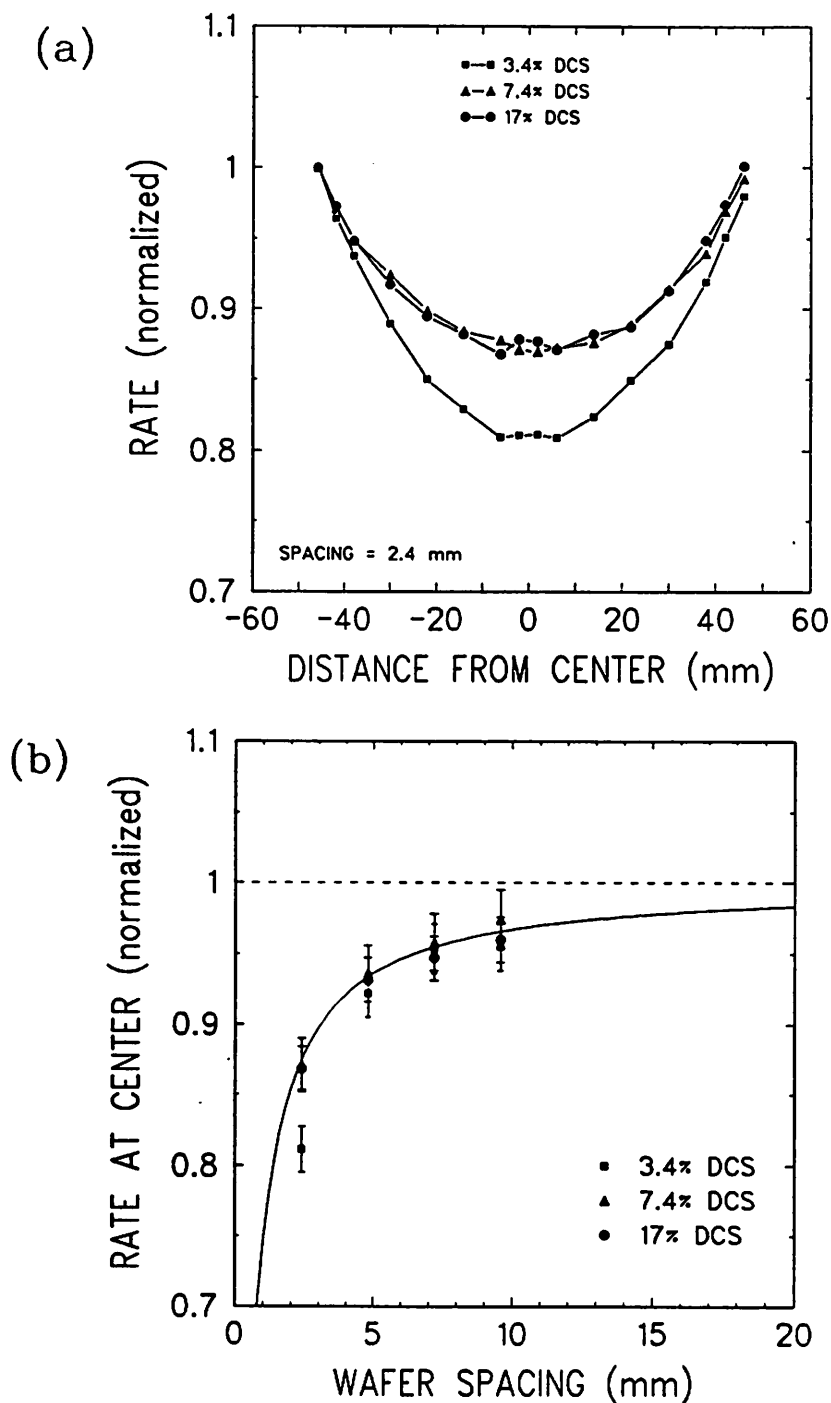 (a)
1.1
1
0.9
0.8
0.7
RATE (normalized)
3.4% DCS
7.4% DCS
17% DCS
SPACING = 2.4 mm
-60 -40 -20 0 20 40 60
DISTANCE FROM CENTER (mm)
(b)
1.1
1
0.9
0.8
0.7
RATE AT CENTER (normalized)
3.4% DCS
7.4% DCS
17% DCS
0 5 10 15 20
WAFER SPACING (mm)